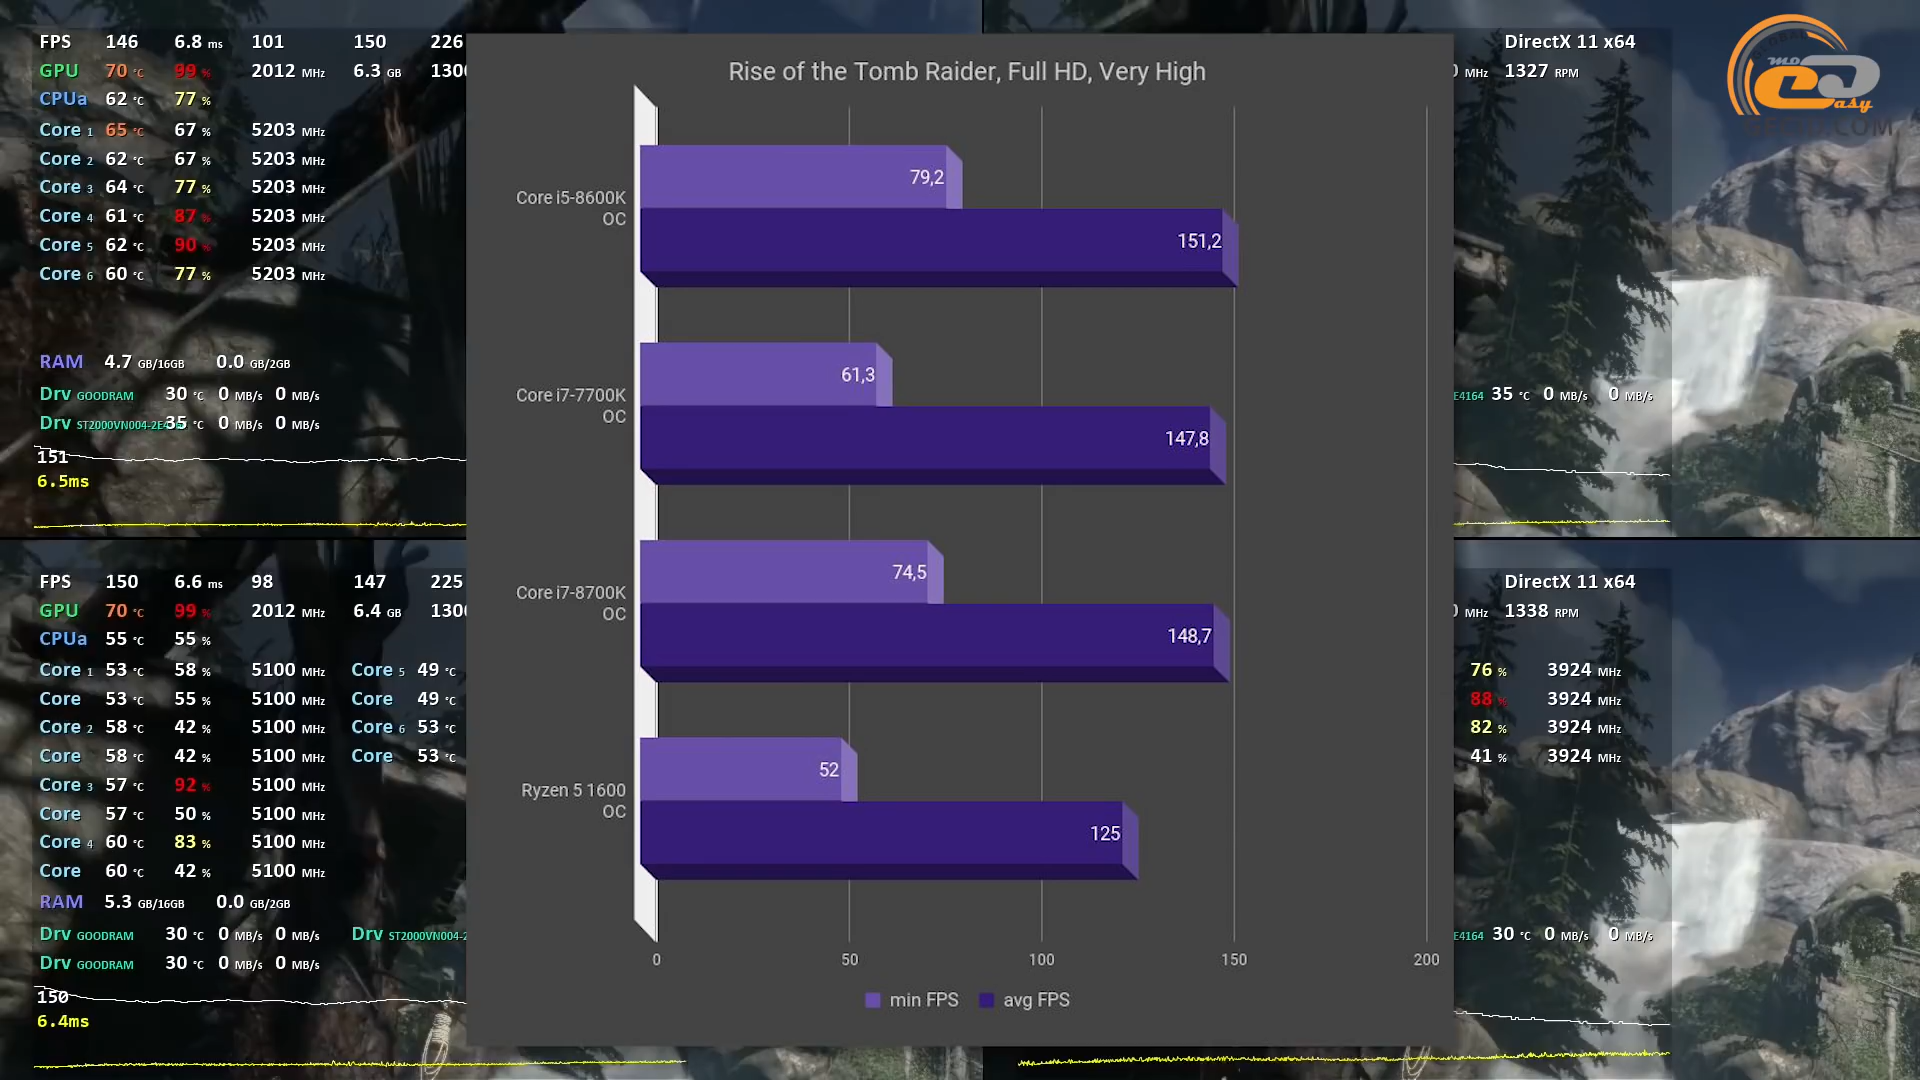 FPS 146 6.8 ms 101 150 226
GPU 70 °C 99 % 2012 MHz 6.3 GB
CPUa 62 °C 77 %
Core 1 65 °C 67 % 5203 MHz
Core 2 62 °C 67 % 5203 MHz
Core 3 64 °C 77 % 5203 MHz
Core 4 61 °C 87 % 5203 MHz
Core 5 62 °C 90 % 5203 MHz
Core 6 60 °C 77 % 5203 MHz
RAM 4.7 GB/16GB 0.0 GB/2GB
Drv GOODRAM 30 °C 0 MB/s 0 MB/s
Drv 35 °C 0 MB/s 0 MB/s
151
6.5ms
Rise of the Tomb Raider, Full HD, Very High
Core i5-8600K
OC
79,2
151,2
Core i7-7700K
OC
61,3
147,8
Core i7-8700K
OC
74,5
148,7
Ryzen 5 1600
OC
52
125
0 50 100 150 200
min FPS avg FPS
DirectX 11 x64
MHz 1327 RPM
E4164 35 °C 0 MB/s 0 MB/s
easy
FPS 150 6.6 ms 98 147 225
GPU 70 °C 99 % 2012 MHz 6.4 GB
CPUa 55 °C 55 %
Core 1 53 °C 58 % 5100 MHz Core 5 49 °C
Core 53 °C 55 % 5100 MHz Core 49 °C
Core 2 58 °C 42 % 5100 MHz Core 6 53 °C
Core 58 °C 42 % 5100 MHz Core 53 °C
Core 3 57 °C 92 % 5100 MHz
Core 57 °C 50 % 5100 MHz
Core 4 60 °C 83 % 5100 MHz
Core 60 °C 42 % 5100 MHz
RAM 5.3 GB/16GB 0.0 GB/2GB
Drv GOODRAM 30 °C 0 MB/s 0 MB/s Drv ST2000VN004-2
Drv GOODRAM 30 °C 0 MB/s 0 MB/s
150
6.4ms
DirectX 11 x64
MHz 1338 RPM
76 % 3924 MHz
88 % 3924 MHz
82 % 3924 MHz
41 % 3924 MHz
E4164 30 °C 0 MB/s 0 MB/s